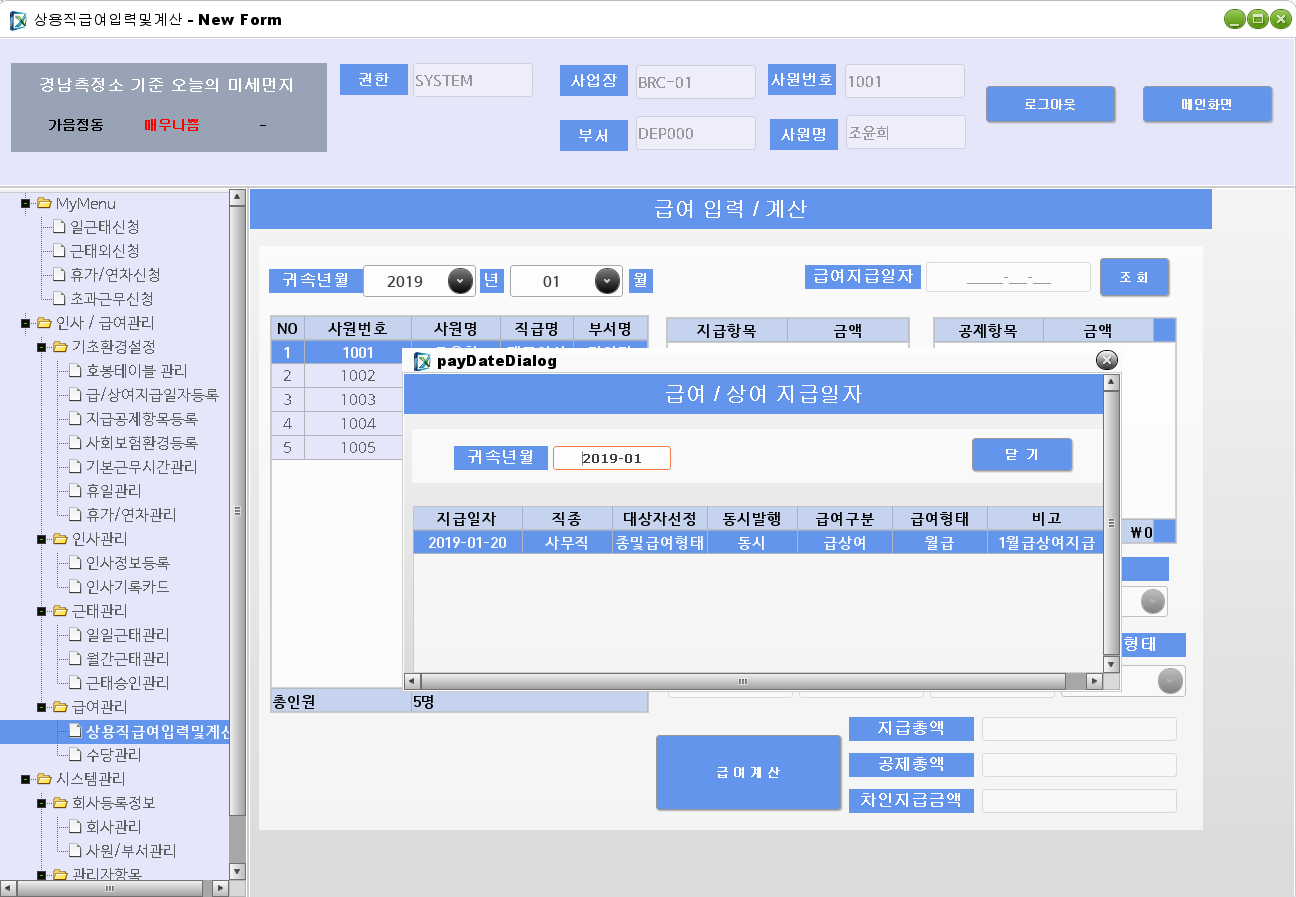 상용직급여입력및계산 - New Form
경남측정소 기준 오늘의 미세먼지
가음정동 매우나쁨 -
권한 SYSTEM 사업장 BRC-01 사원번호 1001
부서 DEP000 사원명 조윤희
로그아웃 메인화면
MyMenu
일근태신청
근태외신청
휴가/연차신청
초과근무신청
인사 / 급여관리
기초환경설정
호봉테이블 관리
급/상여지급일자등록
지급공제항목등록
사회보험환경등록
기본근무시간관리
휴일관리
휴가/연차관리
인사관리
인사정보등록
인사기록카드
근태관리
일일근태관리
월간근태관리
근태승인관리
급여관리
상용직급여입력및계산
수당관리
시스템관리
회사등록정보
회사관리
사원/부서관리
관리자항목
급여 입력 / 계산
귀속년월 2019 년 01 월 급여지급일자 ____-__-__ 조 회
NO 사원번호 사원명 직급명 부서명
1 1001
2 1002
3 1003
4 1004
5 1005
총인원 5명
지급항목 금액
공제항목 금액
₩0
형태
payDateDialog
급여 / 상여 지급일자
귀속년월 2019-01 닫 기
지급일자 직종 대상자선정 동시발행 급여구분 급여형태 비고
2019-01-20 사무직 종및급여형태 동시 급상여 월급 1월급상여지급
급 여 계 산
지급총액
공제총액
차인지급금액